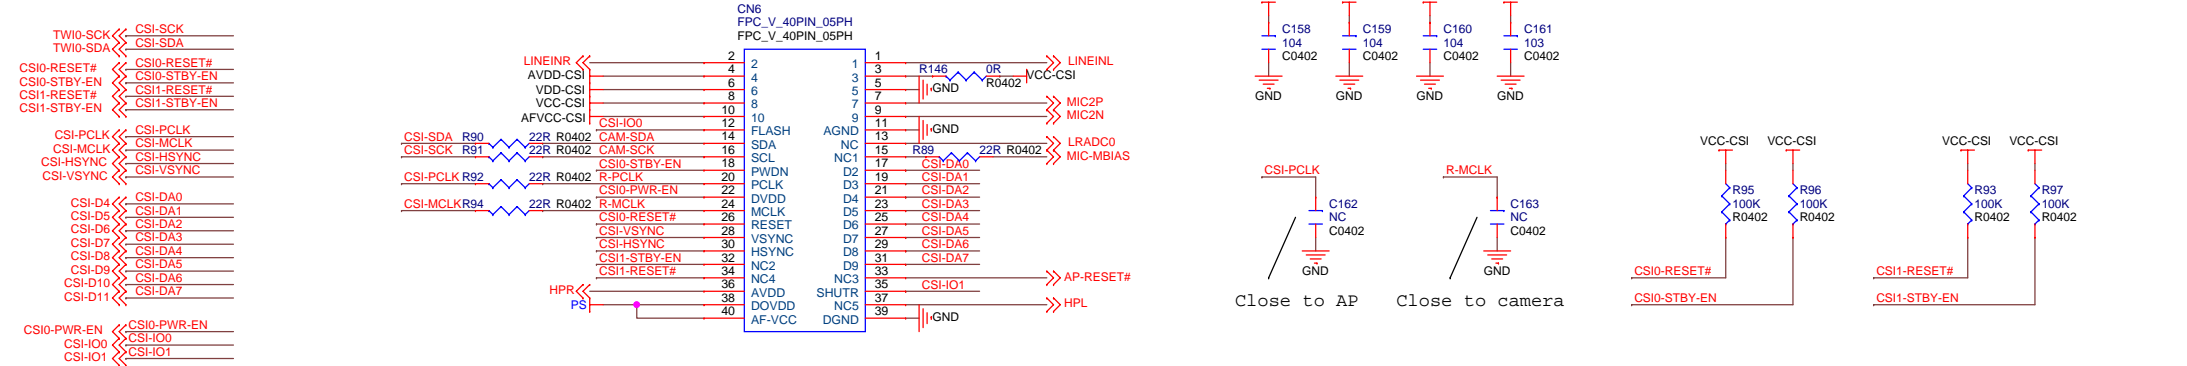 TWI0-SCK CSI-SCK
TWI0-SDA CSI-SDA
CSI0-RESET# CSI0-RESET#
CSI0-STBY-EN CSI0-STBY-EN
CSI1-RESET# CSI1-RESET#
CSI1-STBY-EN CSI1-STBY-EN
CSI-PCLK CSI-PCLK
CSI-MCLK CSI-MCLK
CSI-HSYNC CSI-HSYNC
CSI-VSYNC CSI-VSYNC
CSI-D4 CSI-DA0
CSI-D5 CSI-DA1
CSI-D6 CSI-DA2
CSI-D7 CSI-DA3
CSI-D8 CSI-DA4
CSI-D9 CSI-DA5
CSI-D10 CSI-DA6
CSI-D11 CSI-DA7
CSI0-PWR-EN CSI0-PWR-EN
CSI-IO0 CSI-IO0
CSI-IO1 CSI-IO1
CN6
FPC_V_40PIN_05PH
FPC_V_40PIN_05PH
LINEINR 2 2 1 1 LINEINL
AVDD-CSI 4 4 3 3 R146 0R R0402 VCC-CSI
VDD-CSI 6 6 5 5 GND
VCC-CSI 8 8 7 7 MIC2P
AFVCC-CSI 10 10 9 9 MIC2N
CSI-IO0 12 FLASH AGND 11 GND
CSI-SDA R90 22R R0402 CAM-SDA 14 SDA NC 13 LRADC0
CSI-SCK R91 22R R0402 CAM-SCK 16 SCL NC1 15 R89 22R R0402 MIC-MBIAS
CSI0-STBY-EN 18 PWDN D2 17 CSI-DA0
CSI-PCLK R92 22R R0402 R-PCLK 20 PCLK D3 19 CSI-DA1
CSI0-PWR-EN 22 DVDD D4 21 CSI-DA2
CSI-MCLK R94 22R R0402 R-MCLK 24 MCLK D5 23 CSI-DA3
CSI0-RESET# 26 RESET D6 25 CSI-DA4
CSI-VSYNC 28 VSYNC D7 27 CSI-DA5
CSI-HSYNC 30 HSYNC D8 29 CSI-DA6
CSI1-STBY-EN 32 NC2 D9 31 CSI-DA7
CSI1-RESET# 34 NC4 NC3 33 AP-RESET#
HPR 36 AVDD SHUTR 35 CSI-IO1
PS 38 DOVDD NC5 37 HPL
40 AF-VCC DGND 39 GND
C158
104
C0402
GND
C159
104
C0402
GND
C160
104
C0402
GND
C161
103
C0402
GND
CSI-PCLK
C162
NC
C0402
GND
Close to AP
R-MCLK
C163
NC
C0402
GND
Close to camera
VCC-CSI VCC-CSI
R95 R96
100K 100K
R0402 R0402
CSI0-RESET#
CSI0-STBY-EN
VCC-CSI VCC-CSI
R93 R97
100K 100K
R0402 R0402
CSI1-RESET#
CSI1-STBY-EN